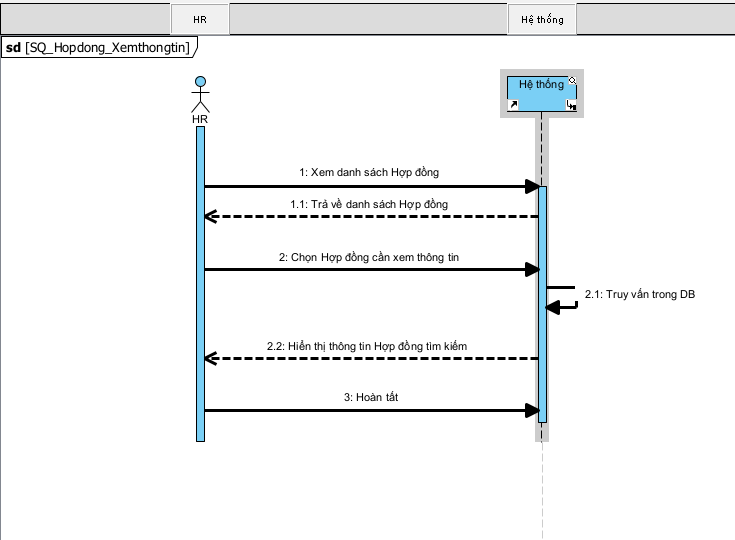 HR
Hệ thống
sd [SQ_Hopdong_Xemthongtin]
HR
Hệ thống
1: Xem danh sách Hợp đồng
1.1: Trả về danh sách Hợp đồng
2: Chọn Hợp đồng cần xem thông tin
2.1: Truy vấn trong DB
2.2: Hiển thị thông tin Hợp đồng tìm kiếm
3: Hoàn tất